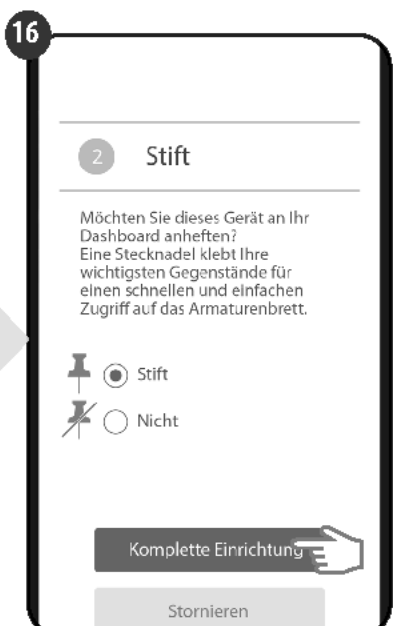 16
2 Stift
Möchten Sie dieses Gerät an Ihr
Dashboard anheften?
Eine Stecknadel klebt Ihre
wichtigsten Gegenstände für
einen schnellen und einfachen
Zugriff auf das Armaturenbrett.
Stift
Nicht
Komplette Einrichtung
Stornieren